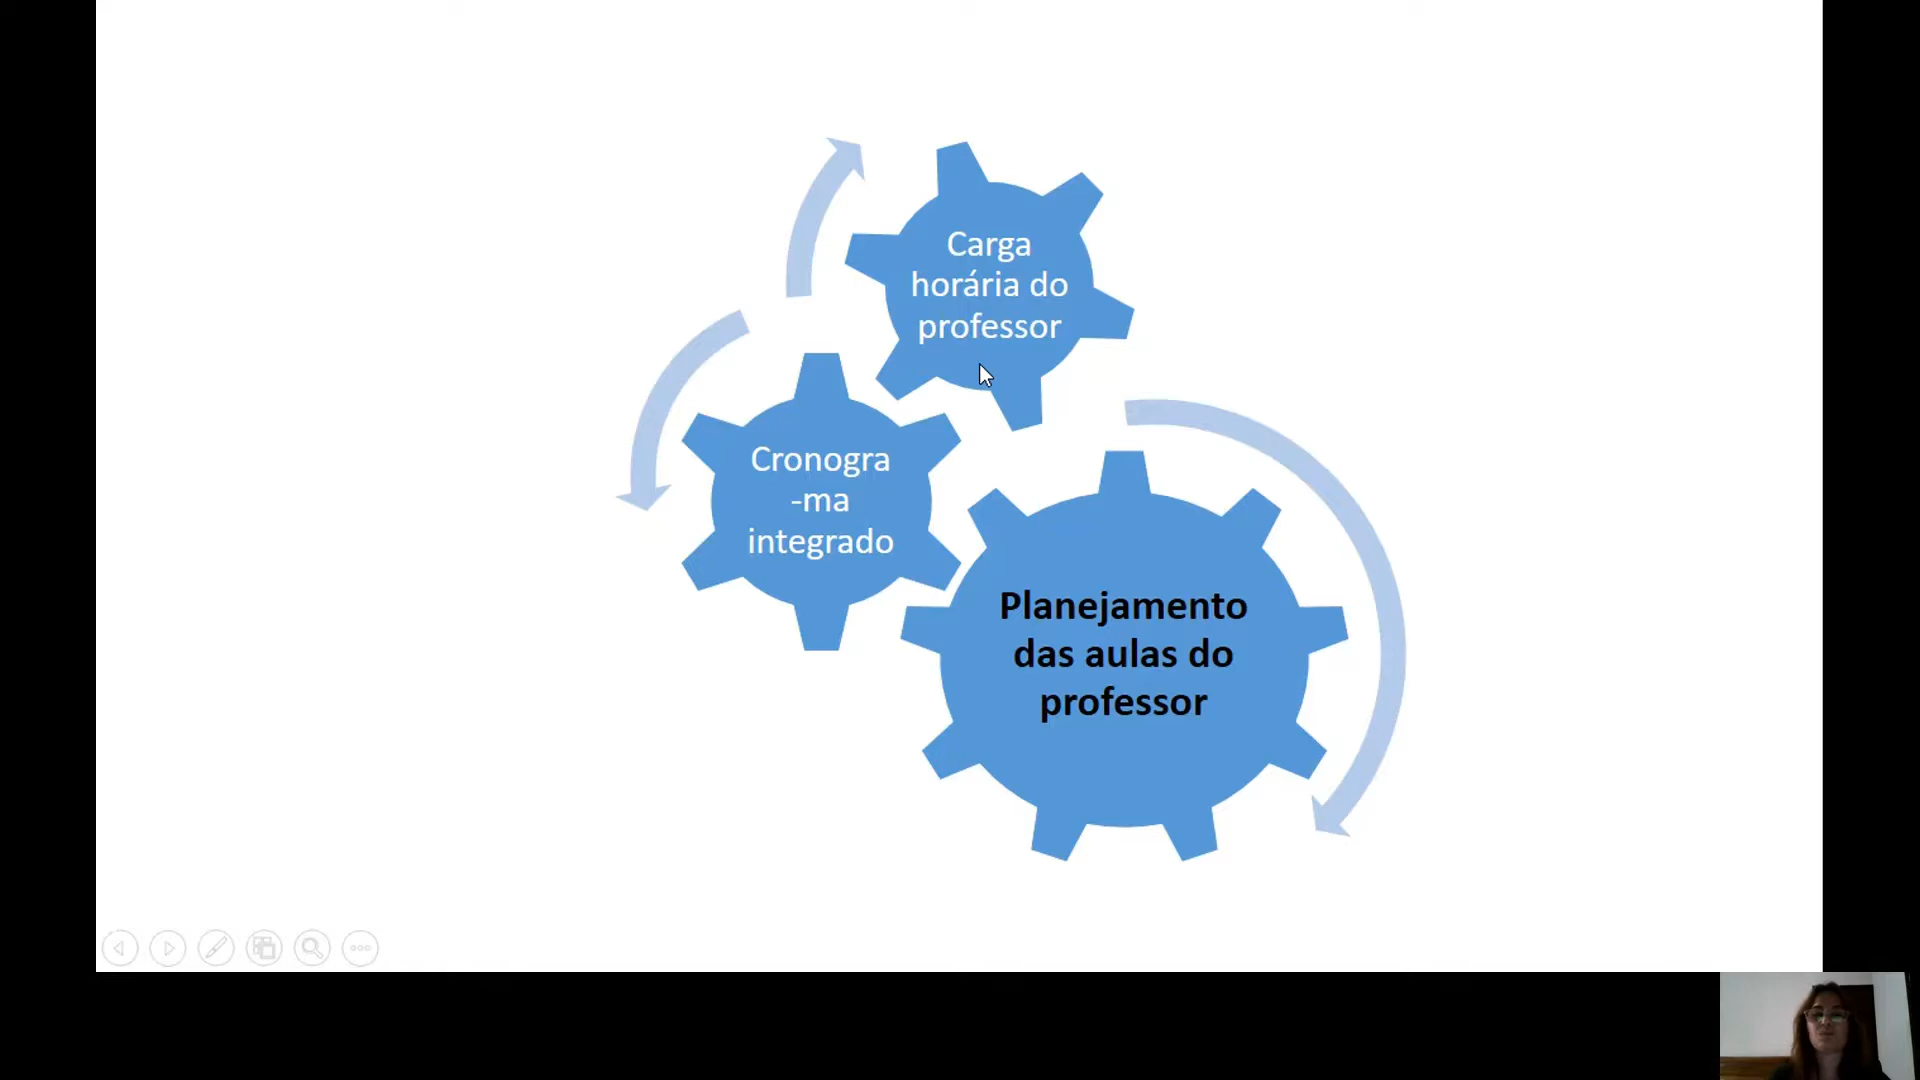 Carga
horária do
professor
Cronogra
-ma
integrado
Planejamento
das aulas do
professor